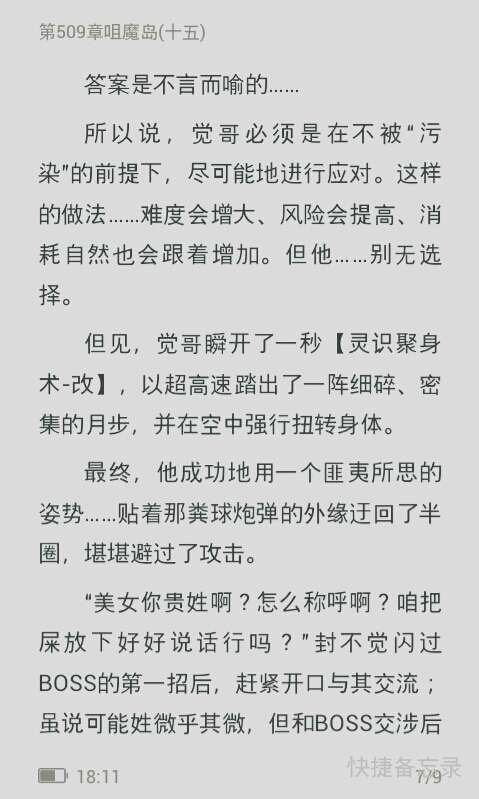 第509章咀魔岛(十五)
答案是不言而喻的……
所以说，觉哥必须是在不被“污
染”的前提下，尽可能地进行应对。这样
的做法……难度会增大、风险会提高、消
耗自然也会跟着增加。但他……别无选
择。
但见，觉哥瞬开了一秒【灵识聚身
术-改】，以超高速踏出了一阵细碎、密
集的月步，并在空中强行扭转身体。
最终，他成功地用一个匪夷所思的
姿势……贴着那粪球炮弹的外缘迂回了半
圈，堪堪避过了攻击。
“美女你贵姓啊？怎么称呼啊？咱把
屎放下好好说话行吗？”封不觉闪过
BOSS的第一招后，赶紧开口与其交流；
虽说可能姓微乎其微，但和BOSS交涉后
18:11
7/9
快捷备忘录